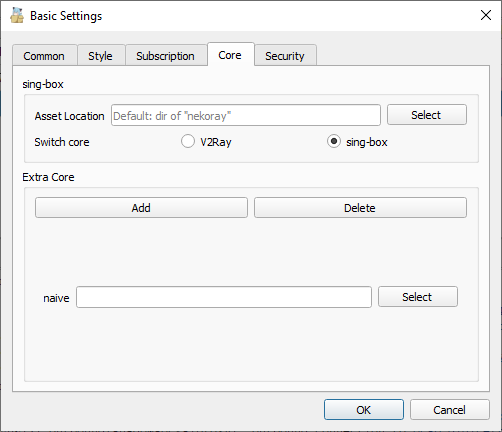 Basic Settings
Common Style Subscription Core Security
sing-box
Asset Location Default: dir of "nekoray" Select
Switch core V2Ray sing-box
Extra Core
Add Delete
naive Select
OK Cancel